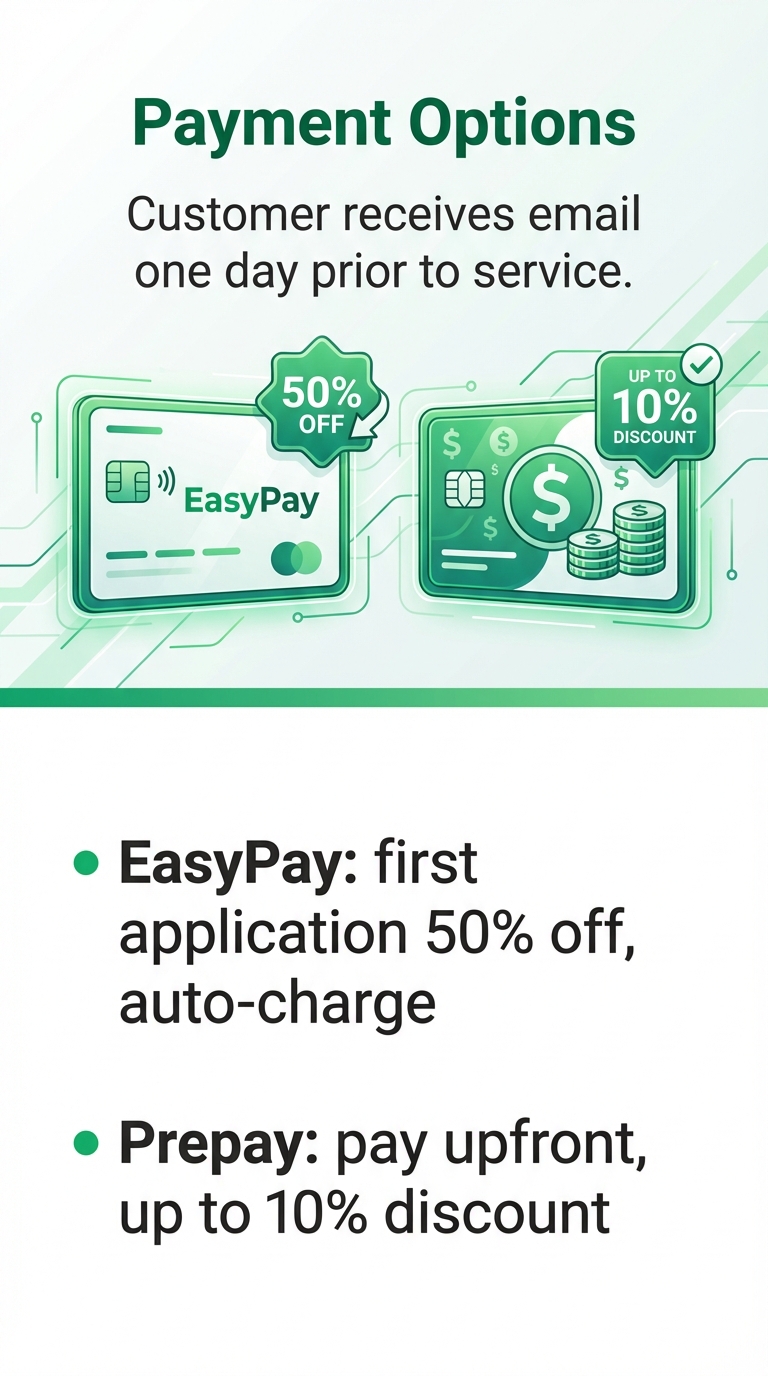 Payment Options
Customer receives email
one day prior to service.
50%
OFF
EasyPay
UP TO
10%
DISCOUNT
$
$
$
$
$
$
$
$
• EasyPay: first
application 50% off,
auto-charge
• Prepay: pay upfront,
up to 10% discount